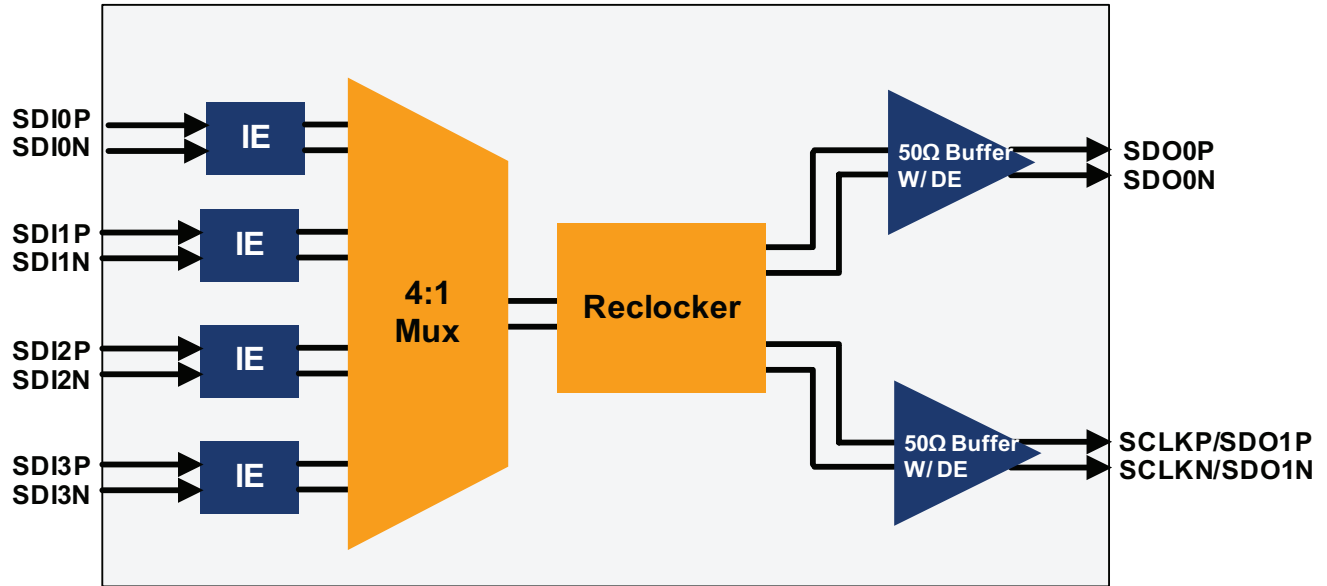 SDI0P
SDI0N
IE
SDI1P
SDI1N
IE
SDI2P
SDI2N
IE
SDI3P
SDI3N
IE
4:1
Mux
Reclocker
50Ω Buffer
W/ DE
SDO0P
SDO0N
50Ω Buffer
W/ DE
SCLKP/SDO1P
SCLKN/SDO1N